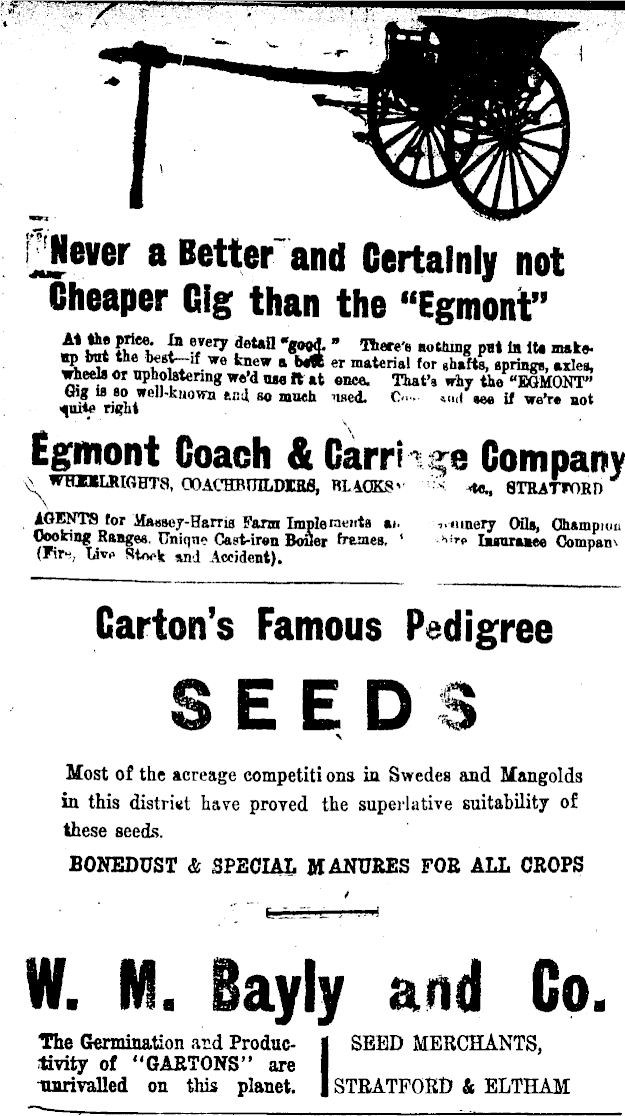 Never a Better and Certainly not
Cheaper Gig than the "Egmont"
At the price. In every detail "good." There's nothing put in its make-
up but the best—if we knew a bett er material for shafts, springs, axles,
wheels or upholstering we'd use it at once. That's why the "EGMONT"
Gig is so well-known and so much used. and see if we're not
quite right
Egmont Coach & Carriage Company
WHEELRIGHTS, COACHBUILDERS, etc., STRATFORD
AGENTS for Massey-Harris Farm Implements Oils, Champion
Cooking Ranges. Unique Cast-iron Boiler frames. Insurance Company
(Fire, Live Stock and Accident).
Garton's Famous Pedigree
SEEDS
Most of the acreage competitions in Swedes and Mangolds
in this district have proved the superlative suitability of
these seeds.
BONEDUST & SPECIAL MANURES FOR ALL CROPS
W. M. Bayly and Co.
The Germination and Produc-
tivity of "GARTONS" are
unrivalled on this planet.
SEED MERCHANTS,
STRATFORD & ELTHAM